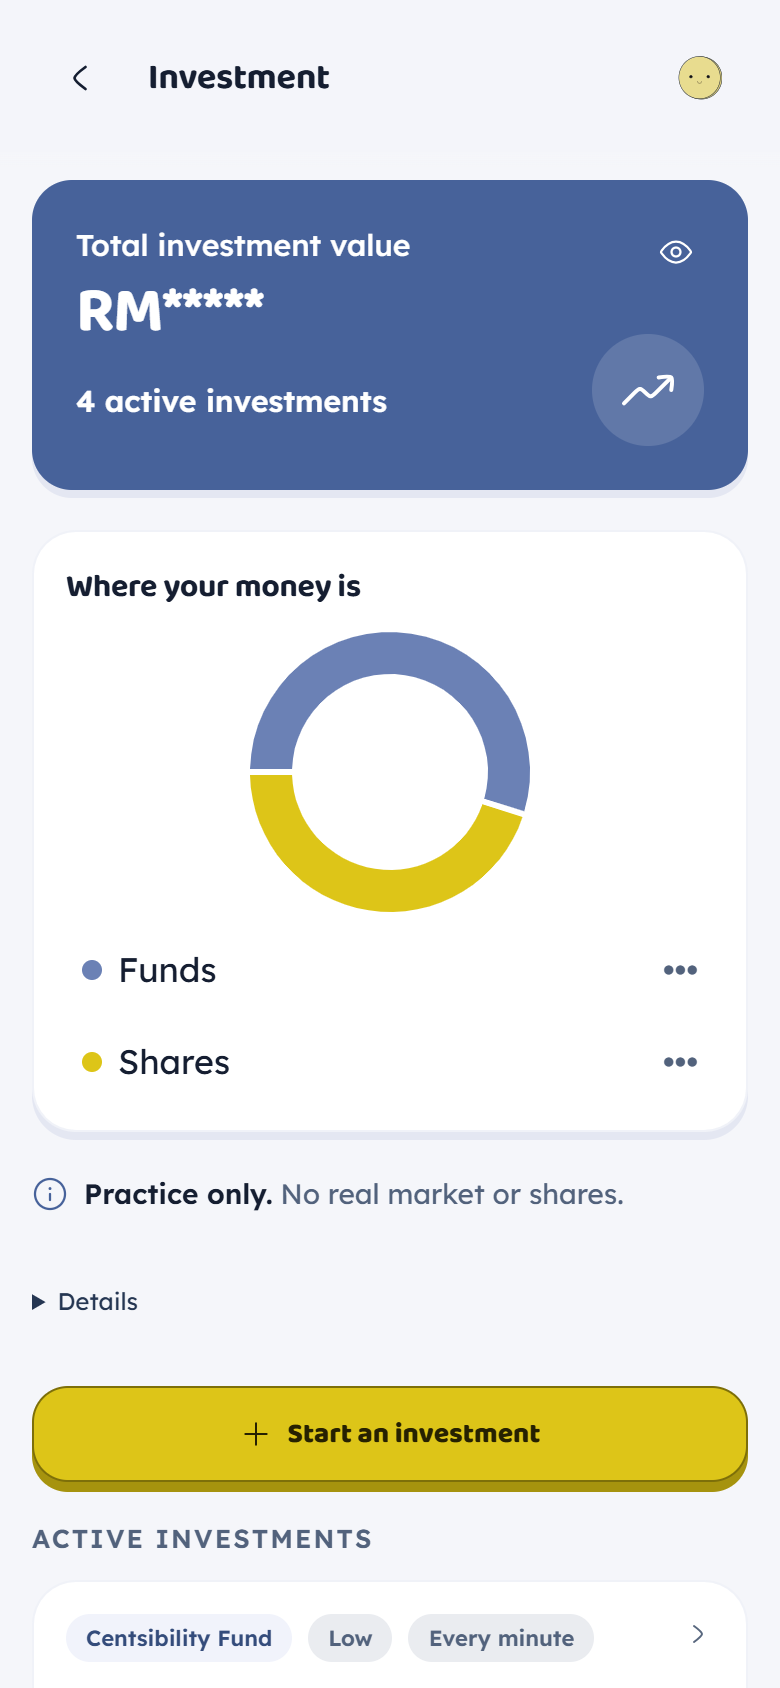 Investment
Total investment value
RM*****
4 active investments
Where your money is
Funds •••
Shares •••
Practice only. No real market or shares.
Details
Start an investment
ACTIVE INVESTMENTS
Centsibility Fund Low Every minute